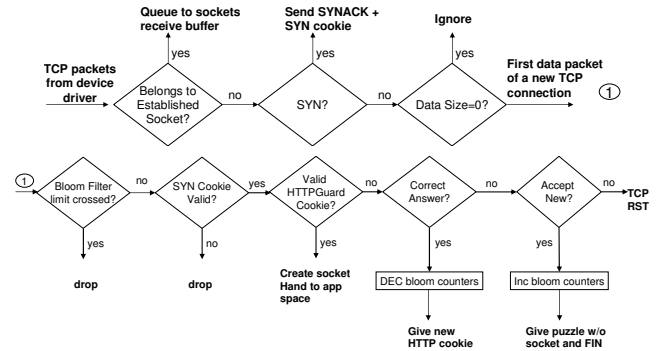 Queue to sockets
receive buffer
Send SYNACK +
SYN cookie
Ignore
yes
yes
yes
TCP packets
from device
driver
Belongs to
Established
Socket?
no
SYN?
no
Data Size=0?
First data packet
of a new TCP
connection
1
1
Bloom Filter
limit crossed?
no
SYN Cookie
Valid?
yes
Valid
HTTPGuard
Cookie?
no
Correct
Answer?
no
Accept
New?
no
TCP
RST
yes
no
yes
yes
yes
drop
drop
Create socket
Hand to app
space
DEC bloom counters
Inc bloom counters
Give new
HTTP cookie
Give puzzle w/o
socket and FIN